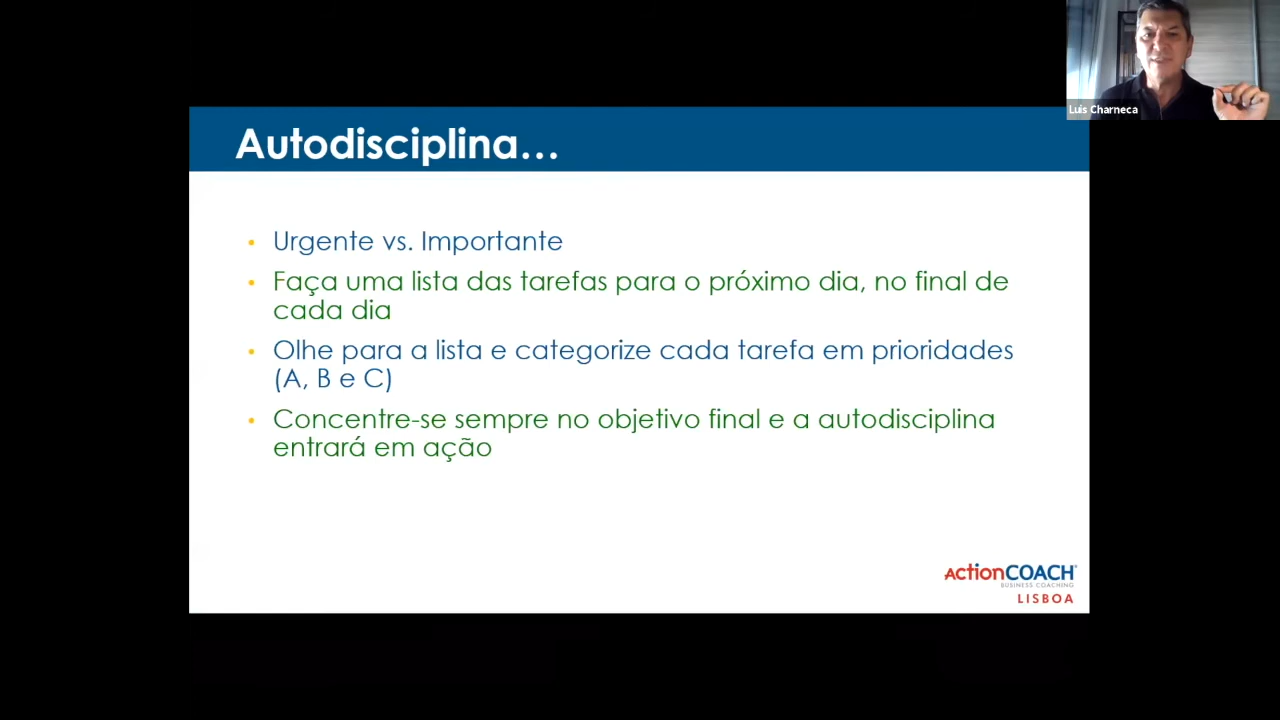 Luis Charneca
Autodisciplina...
• Urgente vs. Importante
• Faça uma lista das tarefas para o próximo dia, no final de
cada dia
• Olhe para a lista e categorize cada tarefa em prioridades
(A, B e C)
• Concentre-se sempre no objetivo final e a autodisciplina
entrará em ação
ActionCOACH
BUSINESS COACHING
LISBOA